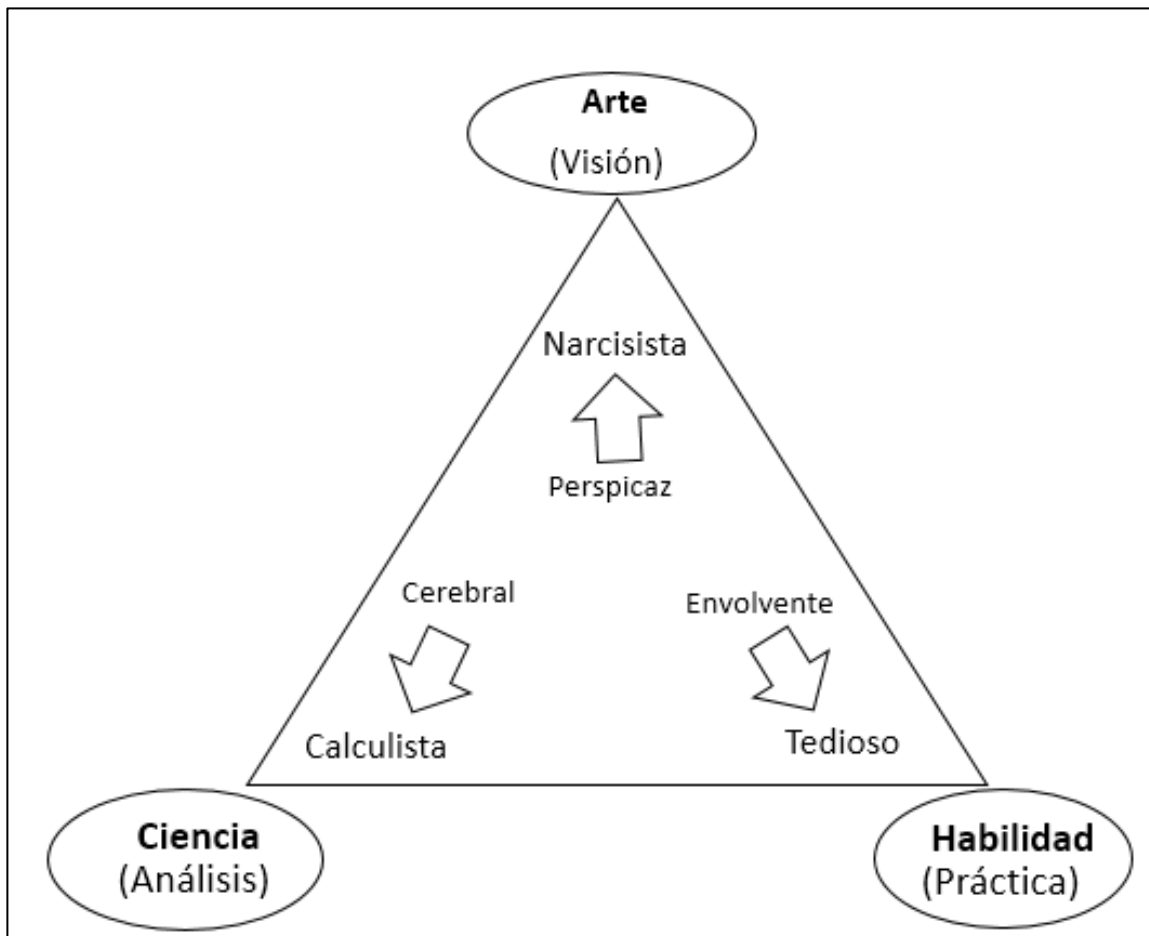 Arte
(Visión)
Narcisista
Perspicaz
Cerebral
Envolvente
Calculista
Tedioso
Ciencia
(Análisis)
Habilidad
(Práctica)